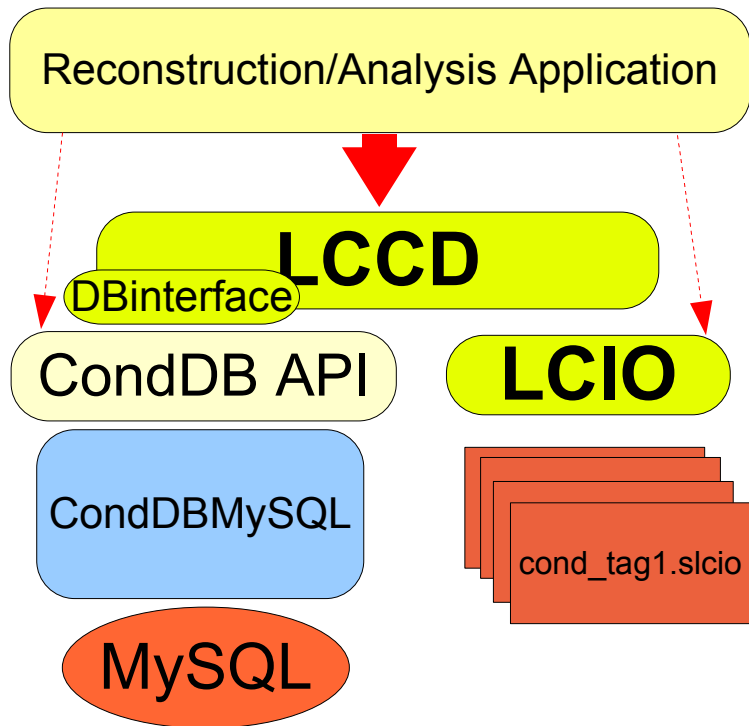 Reconstruction/Analysis Application
LCCD
DBinterface
CondDB API
LCIO
CondDBMySQL
cond_tag1.slcio
MySQL